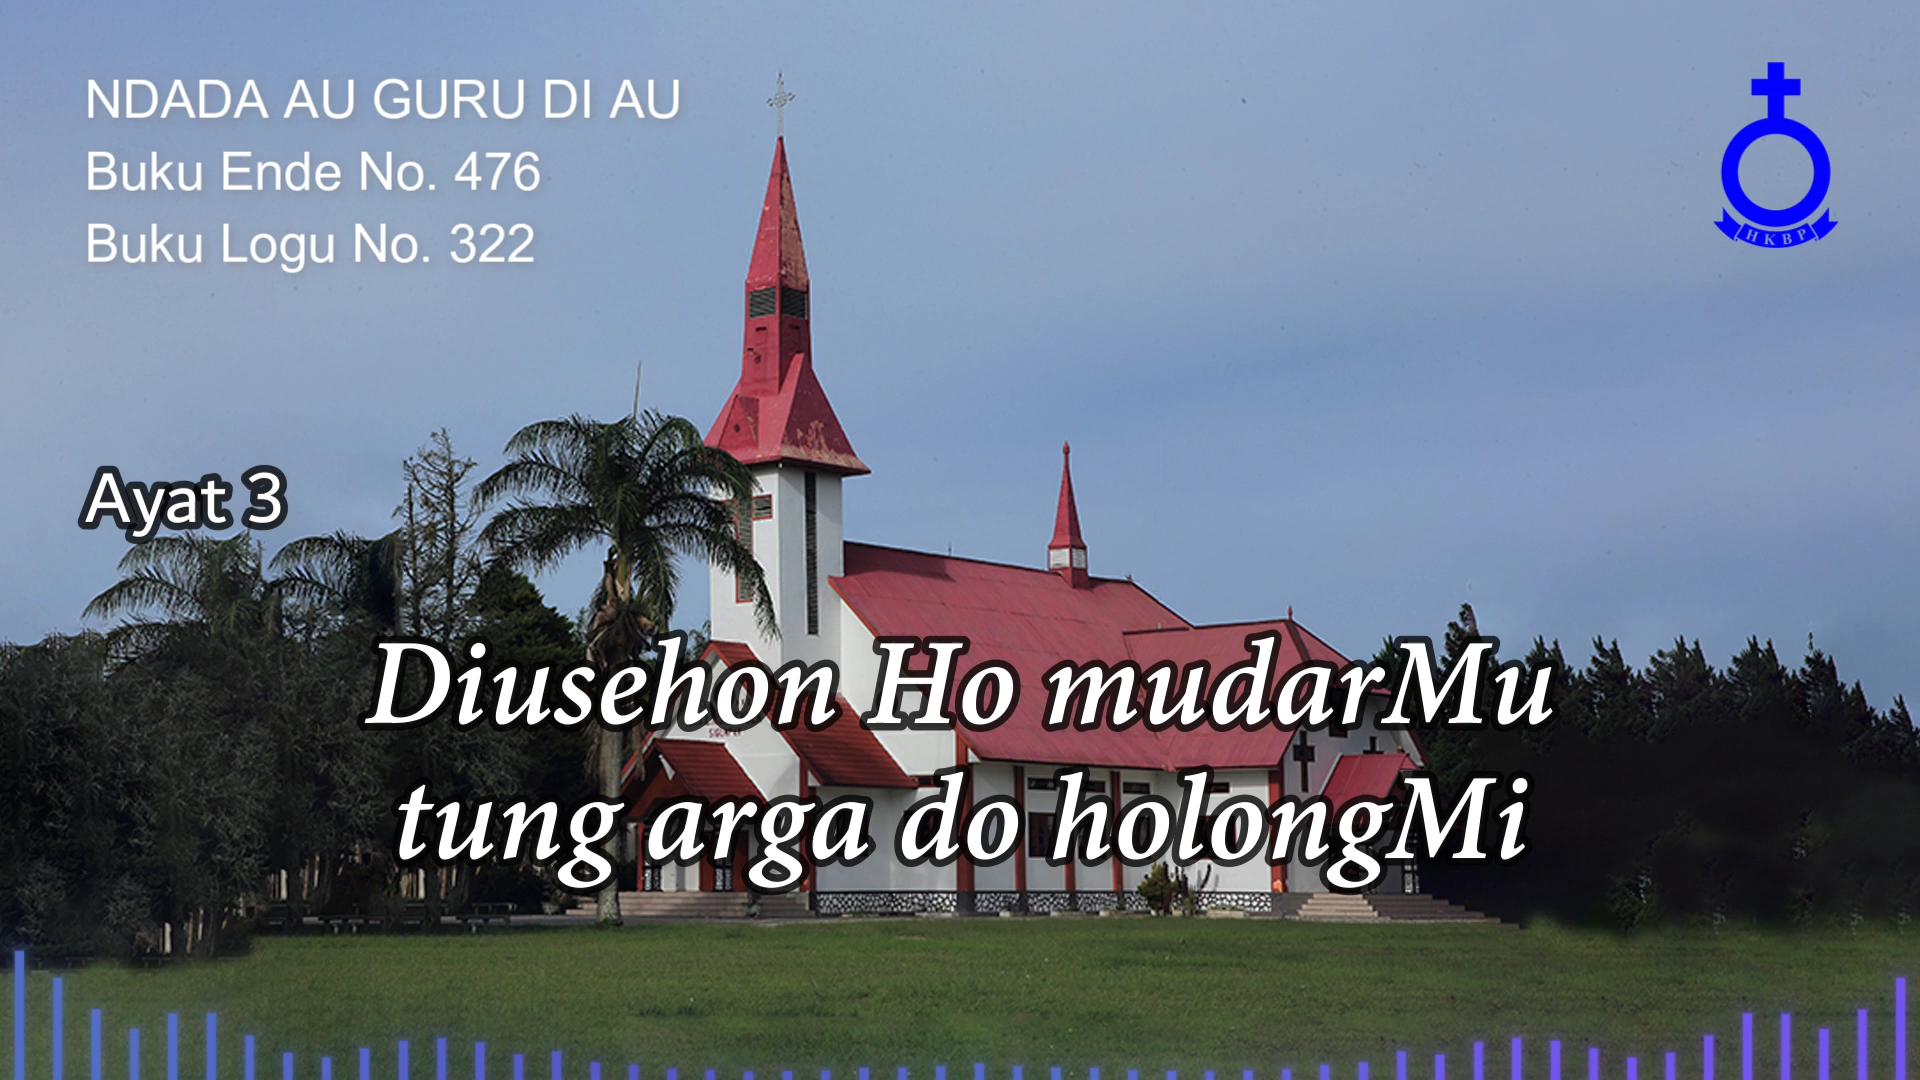 NDADA AU GURU DI AU
Buku Ende No. 476
Buku Logu No. 322
HKBP
Ayat 3
Diusehon Ho mudarMu
tung arga do holongMi